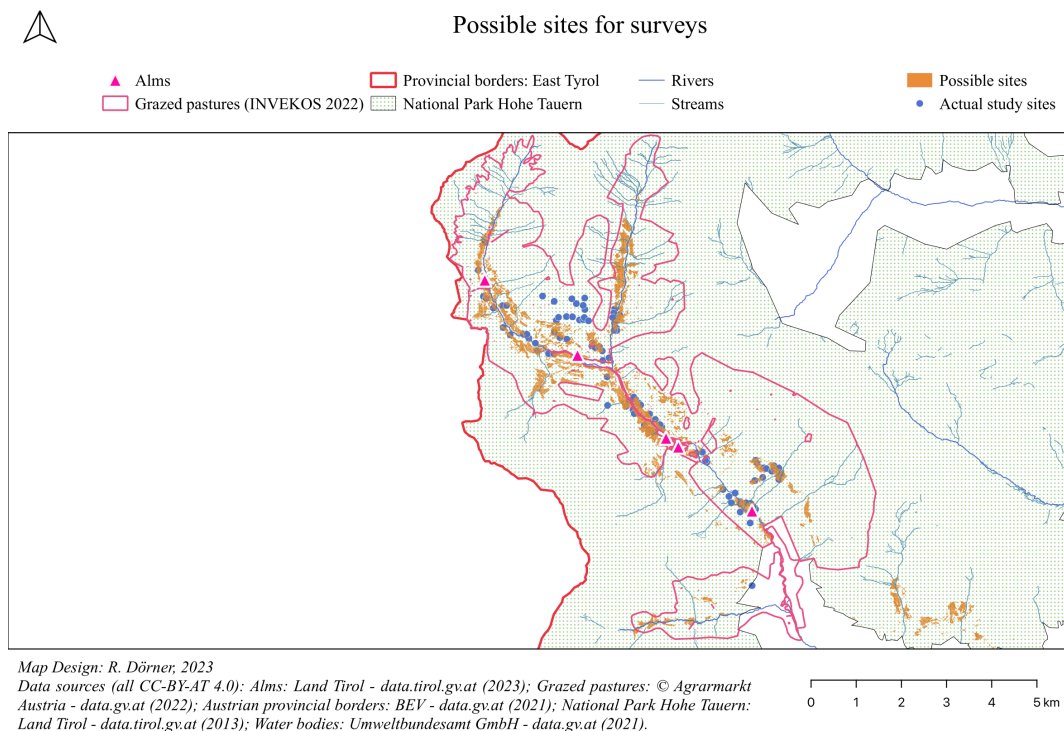 Possible sites for surveys
Alms
Provincial borders: East Tyrol
Rivers
Possible sites
Grazed pastures (INVEKOS 2022)
National Park Hohe Tauern
Streams
Actual study sites
Map Design: R. Dörner, 2023
Data sources (all CC-BY-AT 4.0): Alms: Land Tirol - data.tirol.gv.at (2023); Grazed pastures: © Agrarmarkt
Austria - data.gv.at (2022); Austrian provincial borders: BEV - data.gv.at (2021); National Park Hohe Tauern:
Land Tirol - data.tirol.gv.at (2013); Water bodies: Umweltbundesamt GmbH - data.gv.at (2021).
0 1 2 3 4 5 km